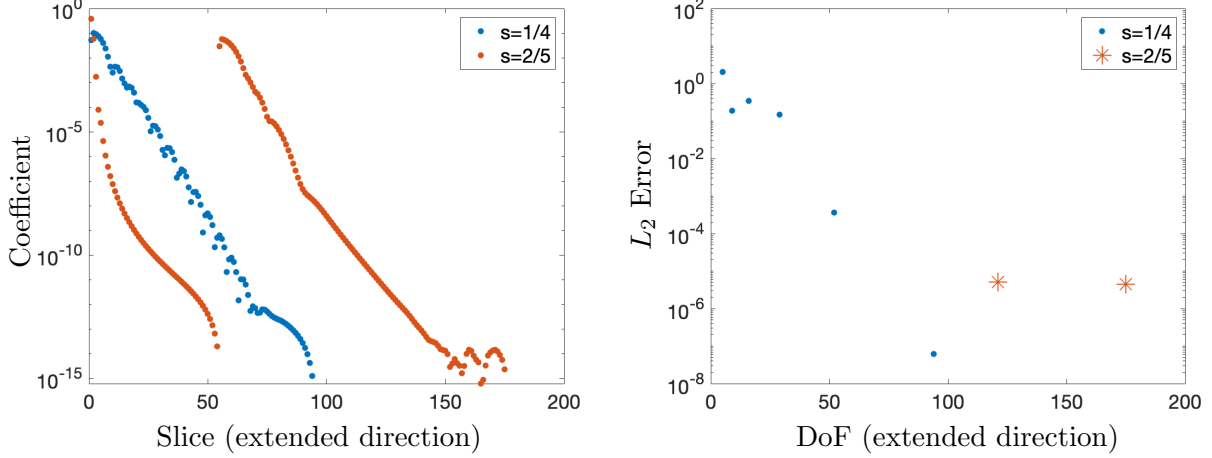 10^0
10^-5
10^-10
10^-15
Coefficient
0 50 100 150 200
Slice (extended direction)
s=1/4
s=2/5
10^2
10^0
10^-2
10^-4
10^-6
10^-8
L_2 Error
0 50 100 150 200
DoF (extended direction)
s=1/4
s=2/5